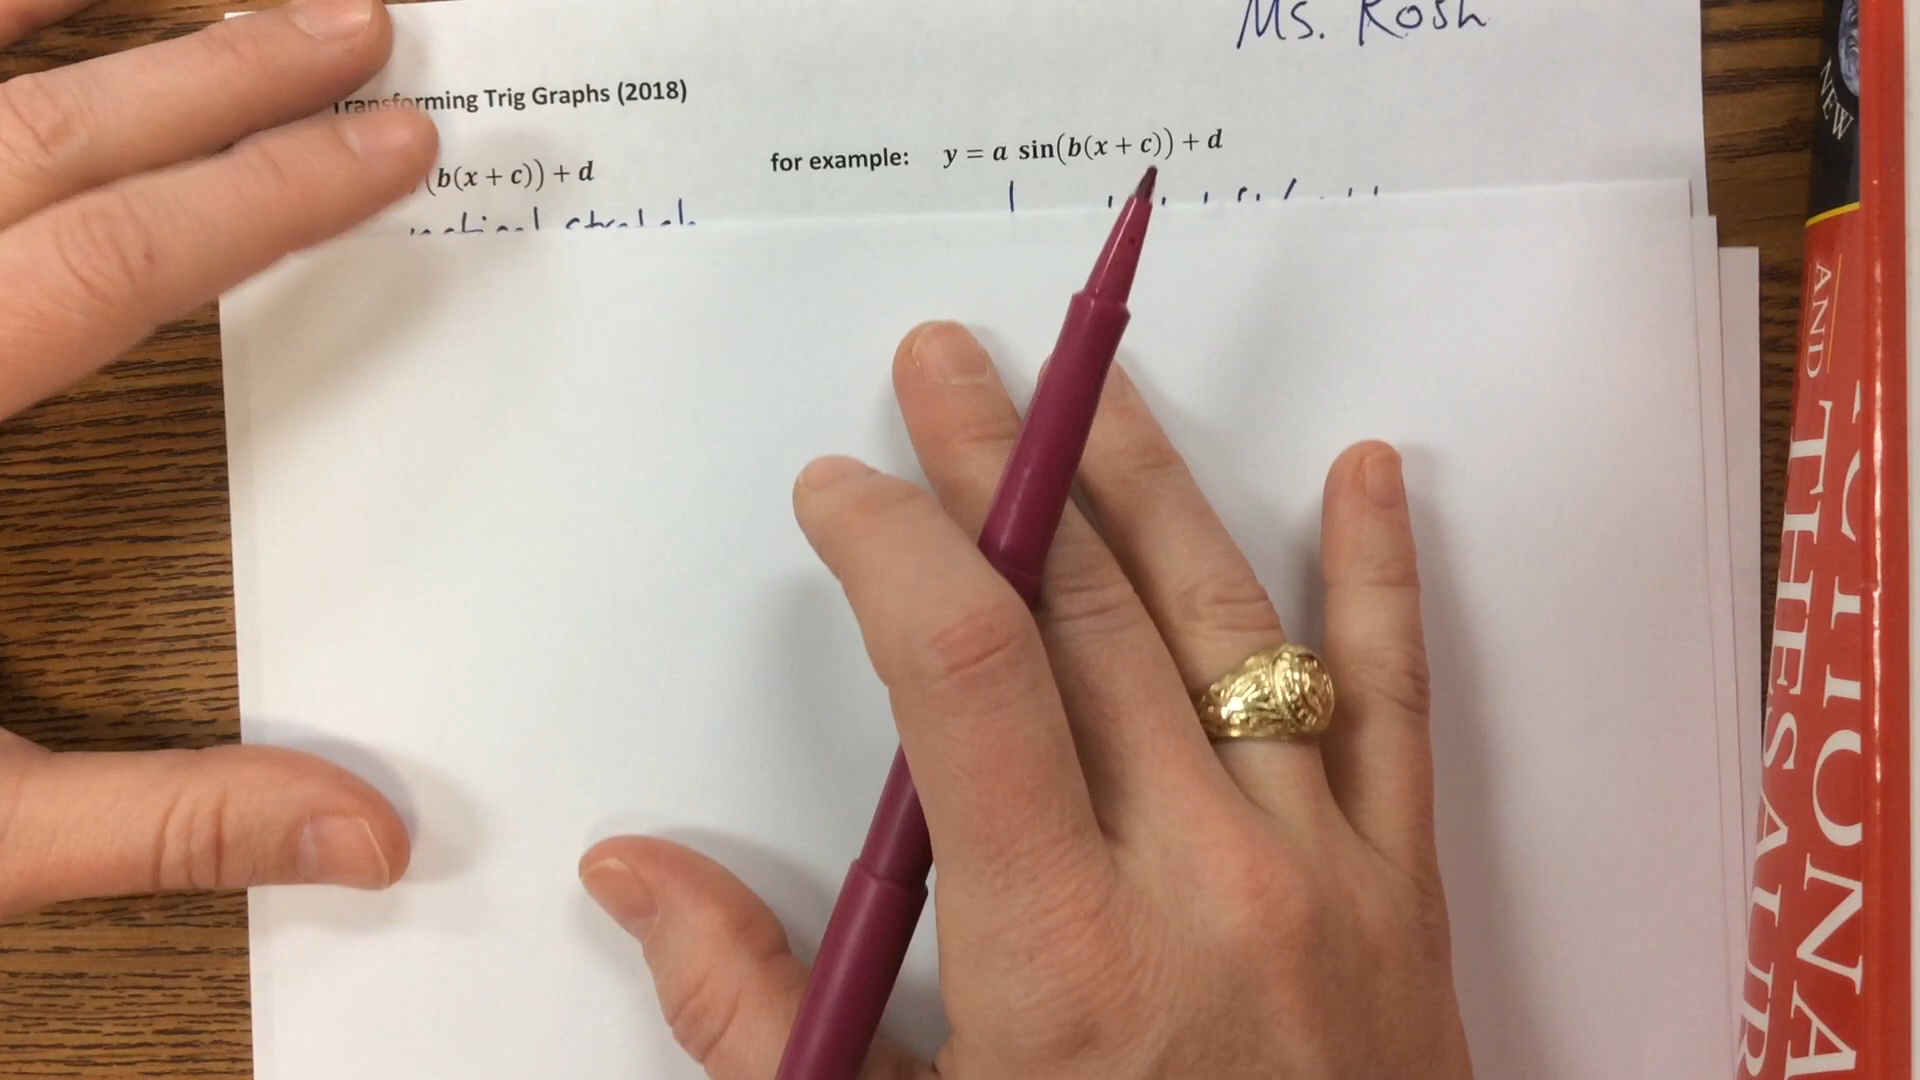 Ms. Rosh
Transforming Trig Graphs (2018)
(b(x + c)) + d
for example: y = a sin(b(x + c)) + d
NEW
AND
THESAUR